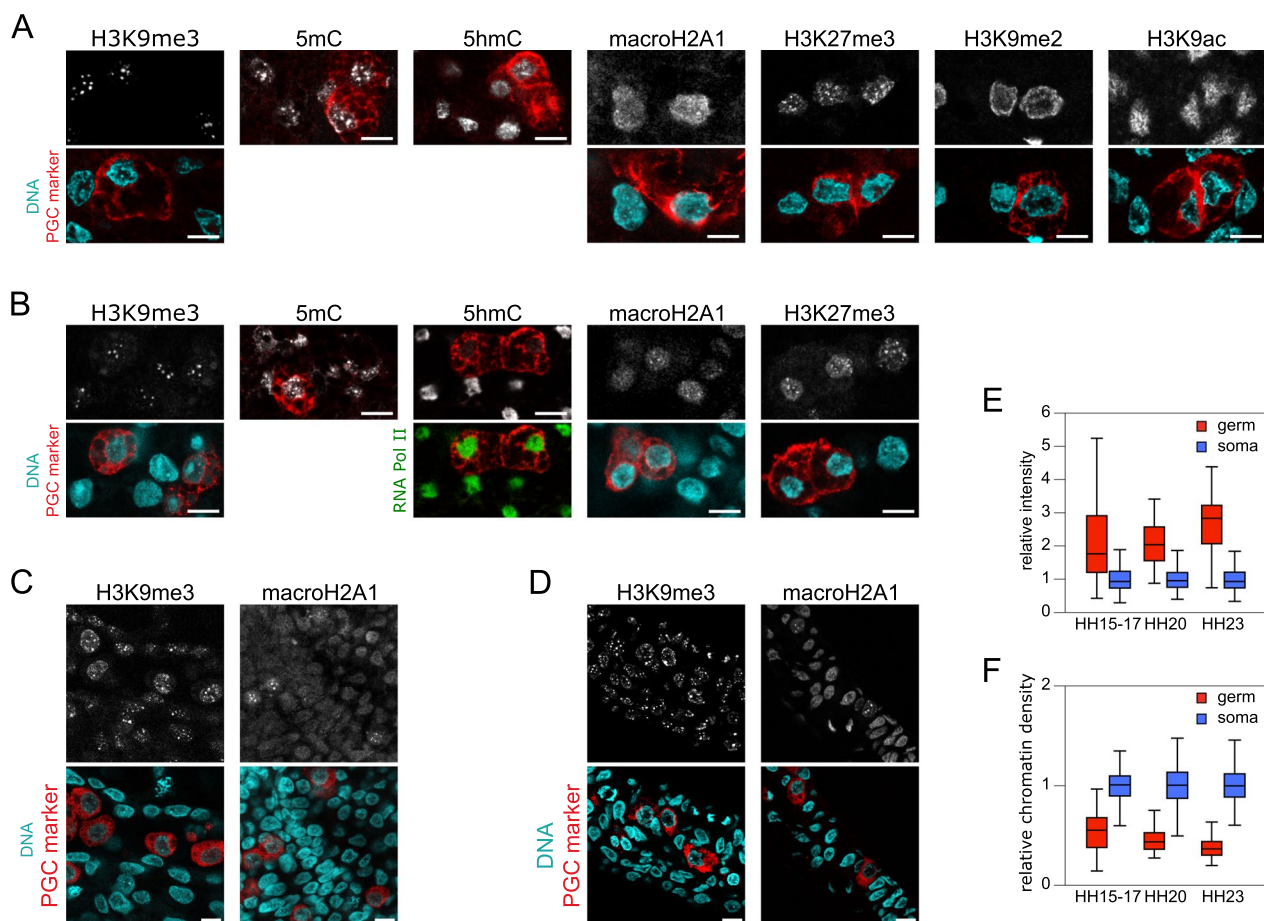 A
H3K9me3 5mC 5hmC macroH2A1 H3K27me3 H3K9me2 H3K9ac
DNA
PGC marker
B
H3K9me3 5mC 5hmC macroH2A1 H3K27me3
DNA
PGC marker
RNA Pol II
C
H3K9me3 macroH2A1
DNA
PGC marker
D
H3K9me3 macroH2A1
DNA
PGC marker
E
relative intensity
6
5
4
3
2
1
0
germ
soma
HH15-17 HH20 HH23
F
relative chromatin density
2
1
0
germ
soma
HH15-17 HH20 HH23